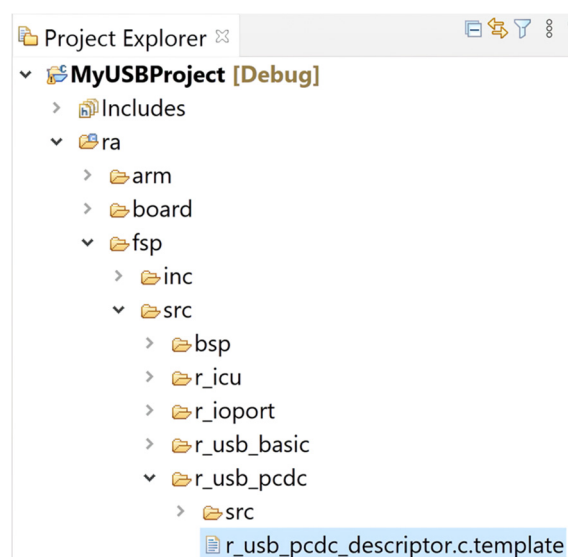 Project Explorer
MyUSBProject [Debug]
Includes
ra
arm
board
fsp
inc
src
bsp
r_icu
r_ioport
r_usb_basic
r_usb_pcdc
src
r_usb_pcdc_descriptor.c.template